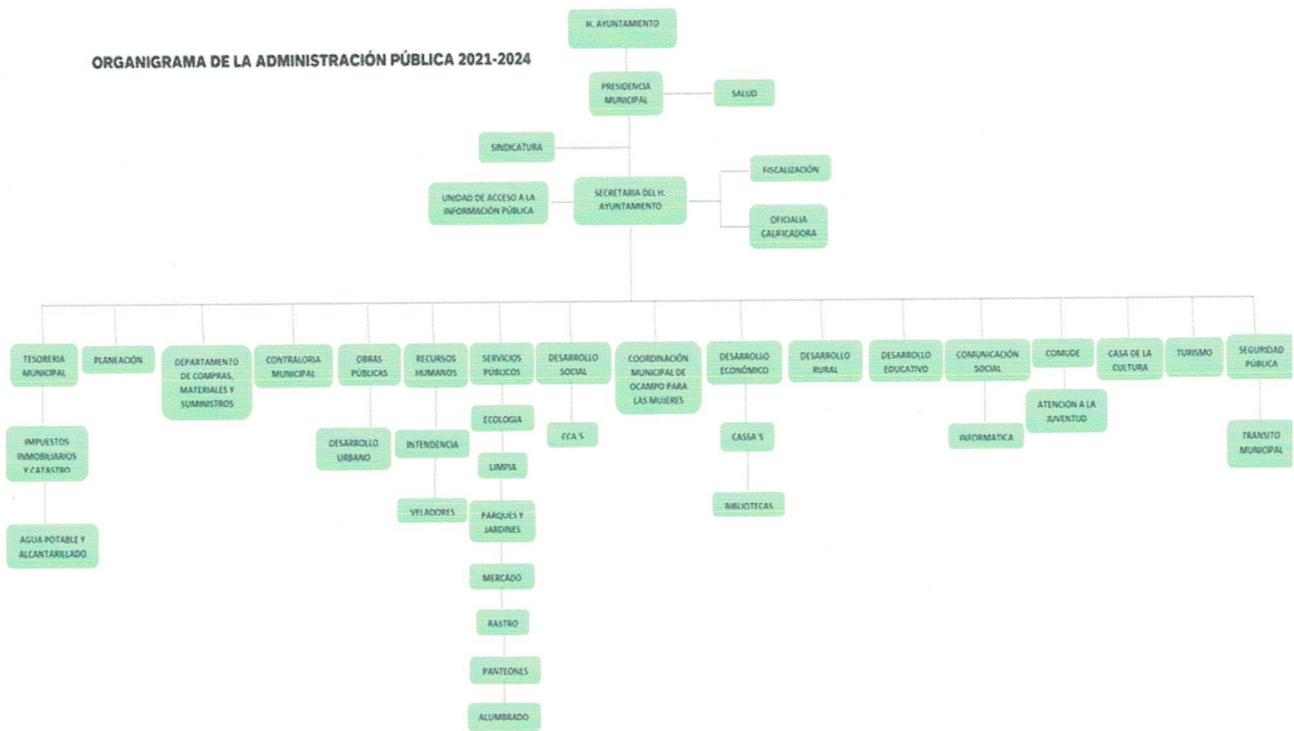 H. AYUNTAMIENTO
ORGANIGRAMA DE LA ADMINISTRACIÓN PÚBLICA 2021-2024
PRESIDENCIA
MUNICIPAL
SALUD
SINDICATURA
FISCALIZACIÓN
UNIDAD DE ACCESO A LA
INFORMACIÓN PÚBLICA
SECRETARIA DEL H.
AYUNTAMIENTO
OFICIALIA
CALIFICADORA
TESORERIA
MUNICIPAL
PLANEACIÓN
DEPARTAMENTO
DE COMPRAS,
MATERIALES Y
SUMINISTROS
CONTRALORIA
MUNICIPAL
OBRAS
PÚBLICAS
RECURSOS
HUMANOS
SERVICIOS
PÚBLICOS
DESARROLLO
SOCIAL
COORDINACIÓN
MUNICIPAL DE
OCAMPO PARA
LAS MUJERES
DESARROLLO
ECONÓMICO
DESARROLLO
RURAL
DESARROLLO
EDUCATIVO
COMUNICACIÓN
SOCIAL
COMUDE
CASA DE LA
CULTURA
TURISMO
SEGURIDAD
PÚBLICA
IMPUESTOS
INMOBILIARIOS
Y CATASTRO
DESARROLLO
URBANO
INTENDENCIA
ECOLOGIA
CCA´S
CASSA´S
INFORMATICA
ATENCIÓN A LA
JUVENTUD
TRANSITO
MUNICIPAL
LIMPIA
AGUA POTABLE Y
ALCANTARILLADO
VELADORES
PARQUES Y
JARDINES
BIBLIOTECAS
MERCADO
RASTRO
PANTEONES
ALUMBRADO